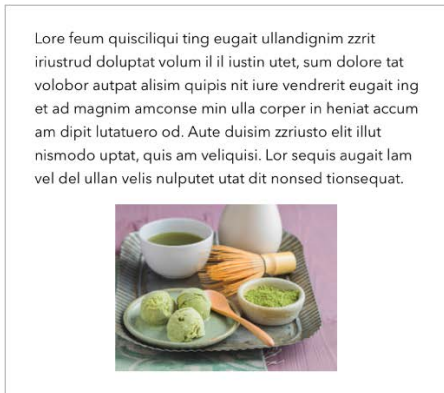 Lore feum quisciliqui ting eugait ullandignim zzrit
iriustrud doluptat volum il il iustin utet, sum dolore tat
volobor autpat alisim quipis nit iure vendrerit eugait ing
et ad magnim amconse min ulla corper in heniat accum
am dipit lutatuero od. Aute duisim zzriusto elit illut
nismodo uptat, quis am veliquisi. Lor sequis augait lam
vel del ullan velis nulputet utat dit nonsed tionsequat.